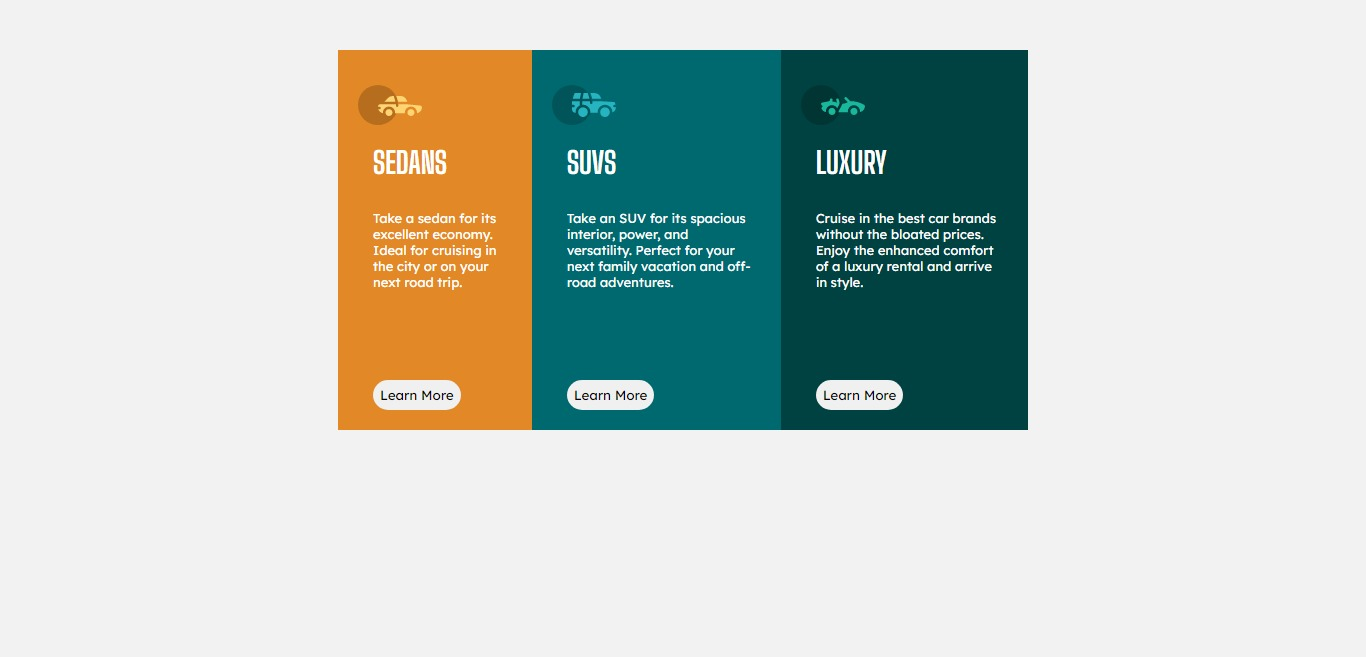 SEDANS
Take a sedan for its
excellent economy.
Ideal for cruising in
the city or on your
next road trip.
Learn More
SUVS
Take an SUV for its spacious
interior, power, and
versatility. Perfect for your
next family vacation and off-
road adventures.
Learn More
LUXURY
Cruise in the best car brands
without the bloated prices.
Enjoy the enhanced comfort
of a luxury rental and arrive
in style.
Learn More